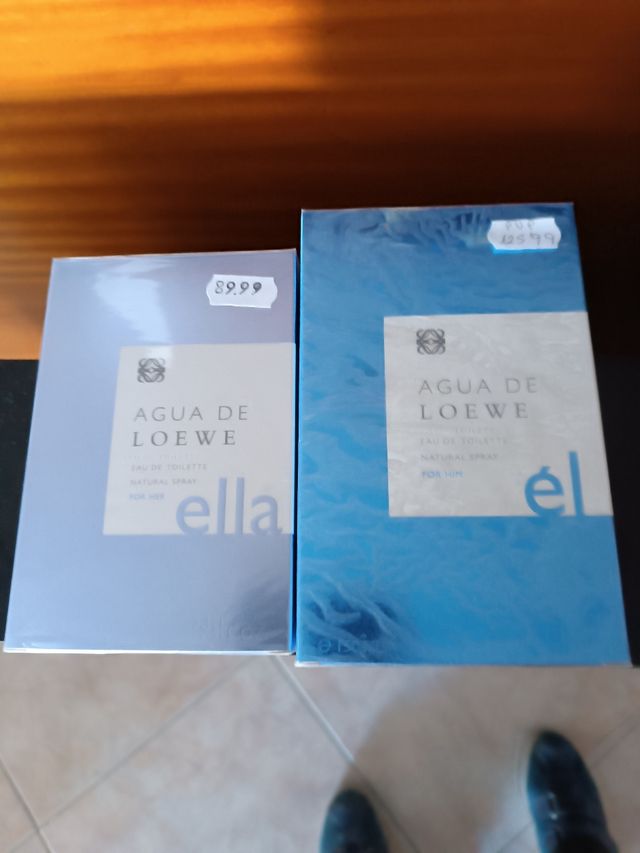 89.99
AGUA DE
LOEWE
EAU DE TOILETTE
NATURAL SPRAY
FOR HER
ella
PVP
125 99
AGUA DE
LOEWE
EAU DE TOILETTE
NATURAL SPRAY
FOR HIM
él